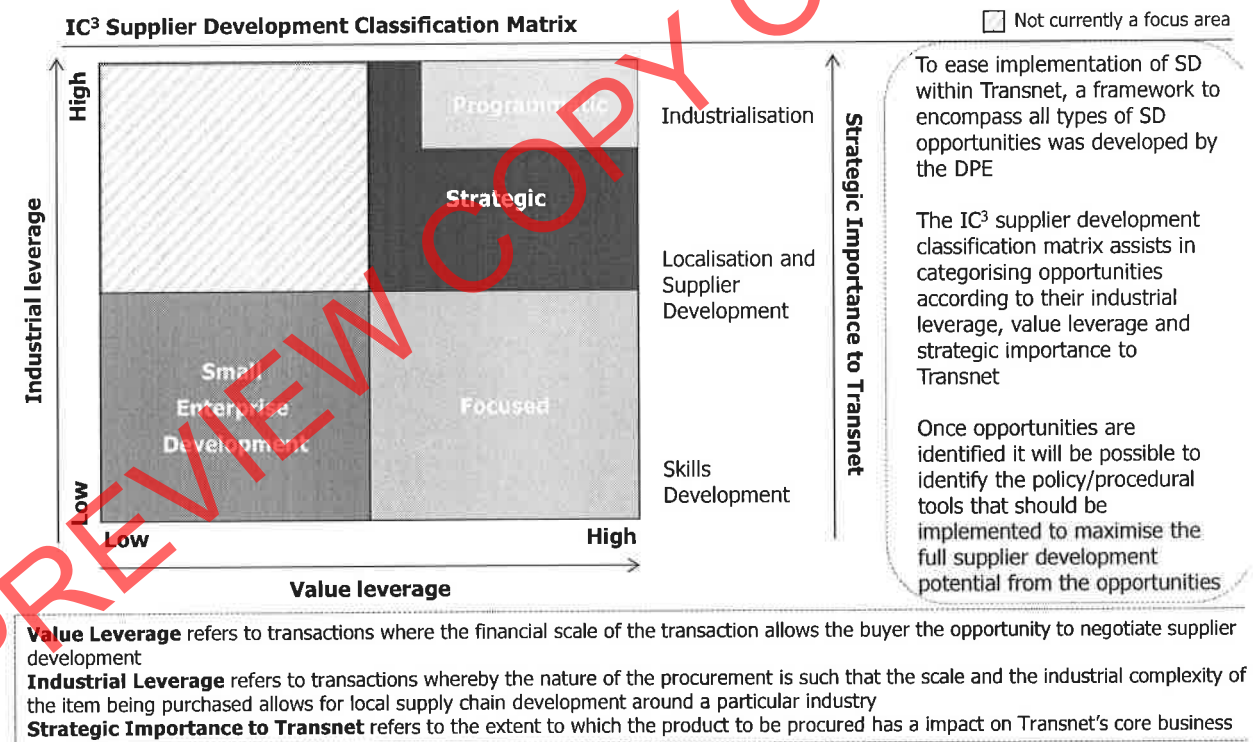 IC³ Supplier Development Classification Matrix
Not currently a focus area
High
Industrial leverage
Low
Programmatic
Strategic
Small
Enterprise
Development
Focused
Low
High
Value leverage
Industrialisation
Localisation and
Supplier
Development
Skills
Development
Strategic Importance to Transnet
To ease implementation of SD
within Transnet, a framework to
encompass all types of SD
opportunities was developed by
the DPE
The IC³ supplier development
classification matrix assists in
categorising opportunities
according to their industrial
leverage, value leverage and
strategic importance to
Transnet
Once opportunities are
identified it will be possible to
identify the policy/procedural
tools that should be
implemented to maximise the
full supplier development
potential from the opportunities
Value Leverage refers to transactions where the financial scale of the transaction allows the buyer the opportunity to negotiate supplier
development
Industrial Leverage refers to transactions whereby the nature of the procurement is such that the scale and the industrial complexity of
the item being purchased allows for local supply chain development around a particular industry
Strategic Importance to Transnet refers to the extent to which the product to be procured has a impact on Transnet's core business
PREVIEW COPY